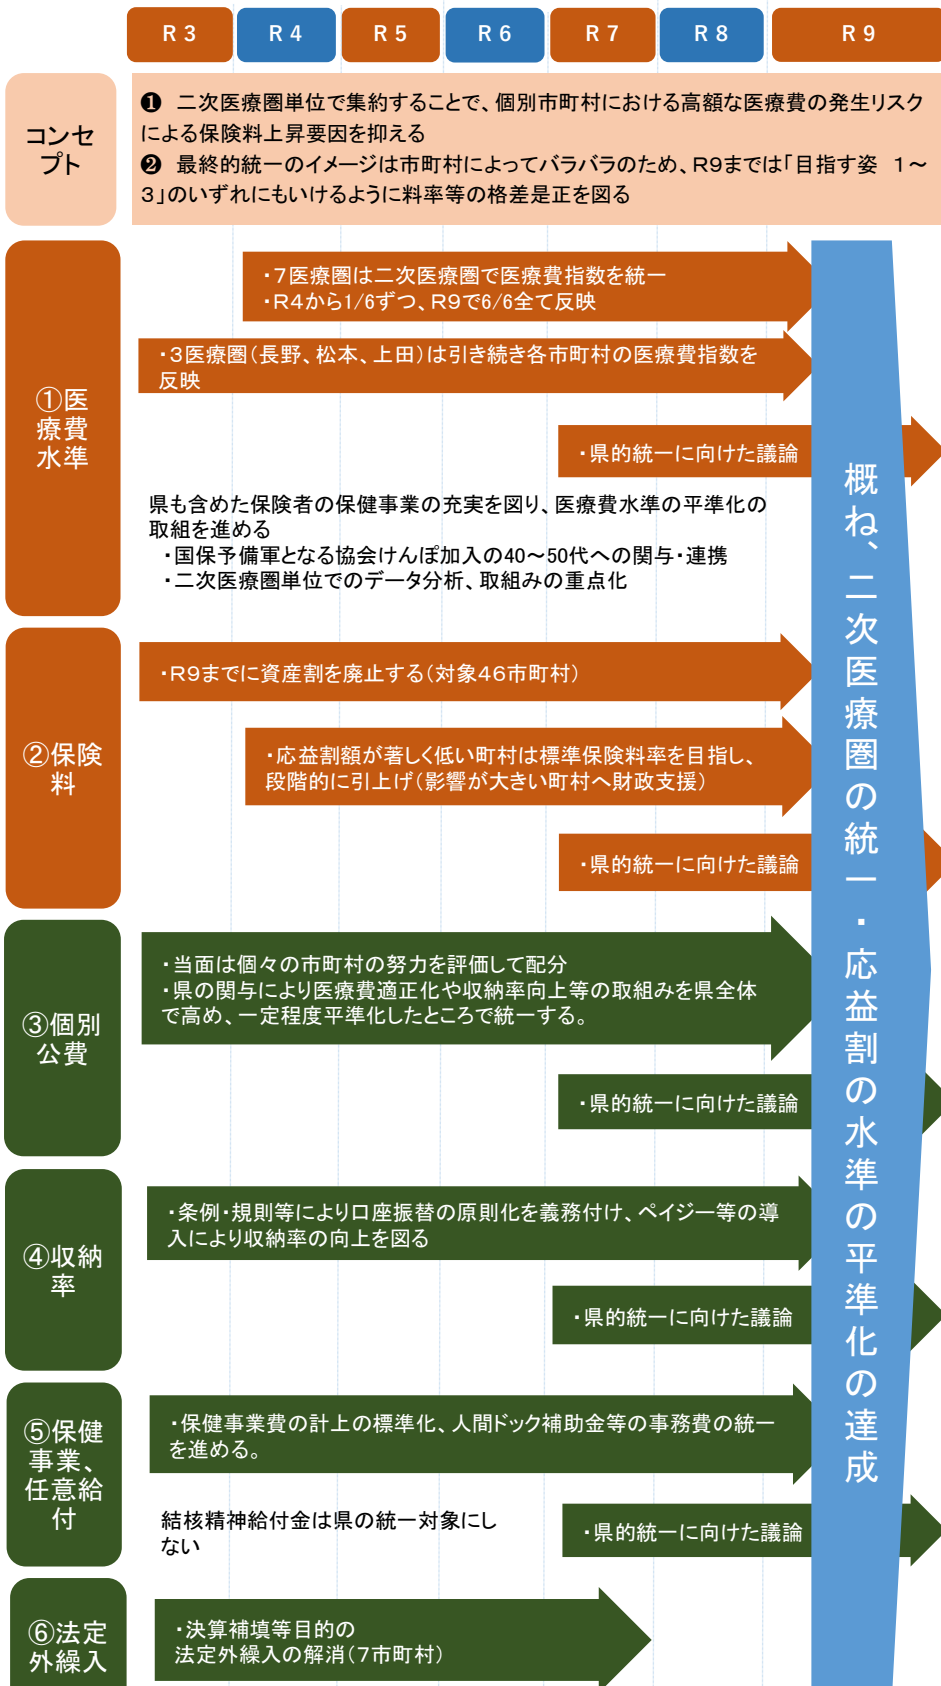 R 3
R 4
R 5
R 6
R 7
R 8
R 9
コンセ
プト
❶ 二次医療圏単位で集約することで、個別市町村における高額な医療費の発生リスク
による保険料上昇要因を抑える
❷ 最終的統一のイメージは市町村によってバラバラのため、R9までは「目指す姿 1～
3」のいずれにもいけるように料率等の格差是正を図る
①医
療費
水準
・7医療圏は二次医療圏で医療費指数を統一
・R4から1/6ずつ、R9で6/6全て反映
・3医療圏(長野、松本、上田)は引き続き各市町村の医療費指数を
反映
・県的統一に向けた議論
県も含めた保険者の保健事業の充実を図り、医療費水準の平準化の
取組を進める
・国保予備軍となる協会けんぽ加入の40～50代への関与・連携
・二次医療圏単位でのデータ分析、取組みの重点化
②保険
料
・R9までに資産割を廃止する(対象46市町村)
・応益割額が著しく低い町村は標準保険料率を目指し、
段階的に引上げ(影響が大きい町村へ財政支援)
・県的統一に向けた議論
③個別
公費
・当面は個々の市町村の努力を評価して配分
・県の関与により医療費適正化や収納率向上等の取組みを県全体
で高め、一定程度平準化したところで統一する。
・県的統一に向けた議論
④収納
率
・条例・規則等により口座振替の原則化を義務付け、ペイジー等の導
入により収納率の向上を図る
・県的統一に向けた議論
⑤保健
事業、
任意給
付
・保健事業費の計上の標準化、人間ドック補助金等の事務費の統一
を進める。
結核精神給付金は県の統一対象にし
ない
・県的統一に向けた議論
⑥法定
外繰入
・決算補填等目的の
法定外繰入の解消(7市町村)
概ね、二次医療圏の統一・応益割の水準の平準化の達成